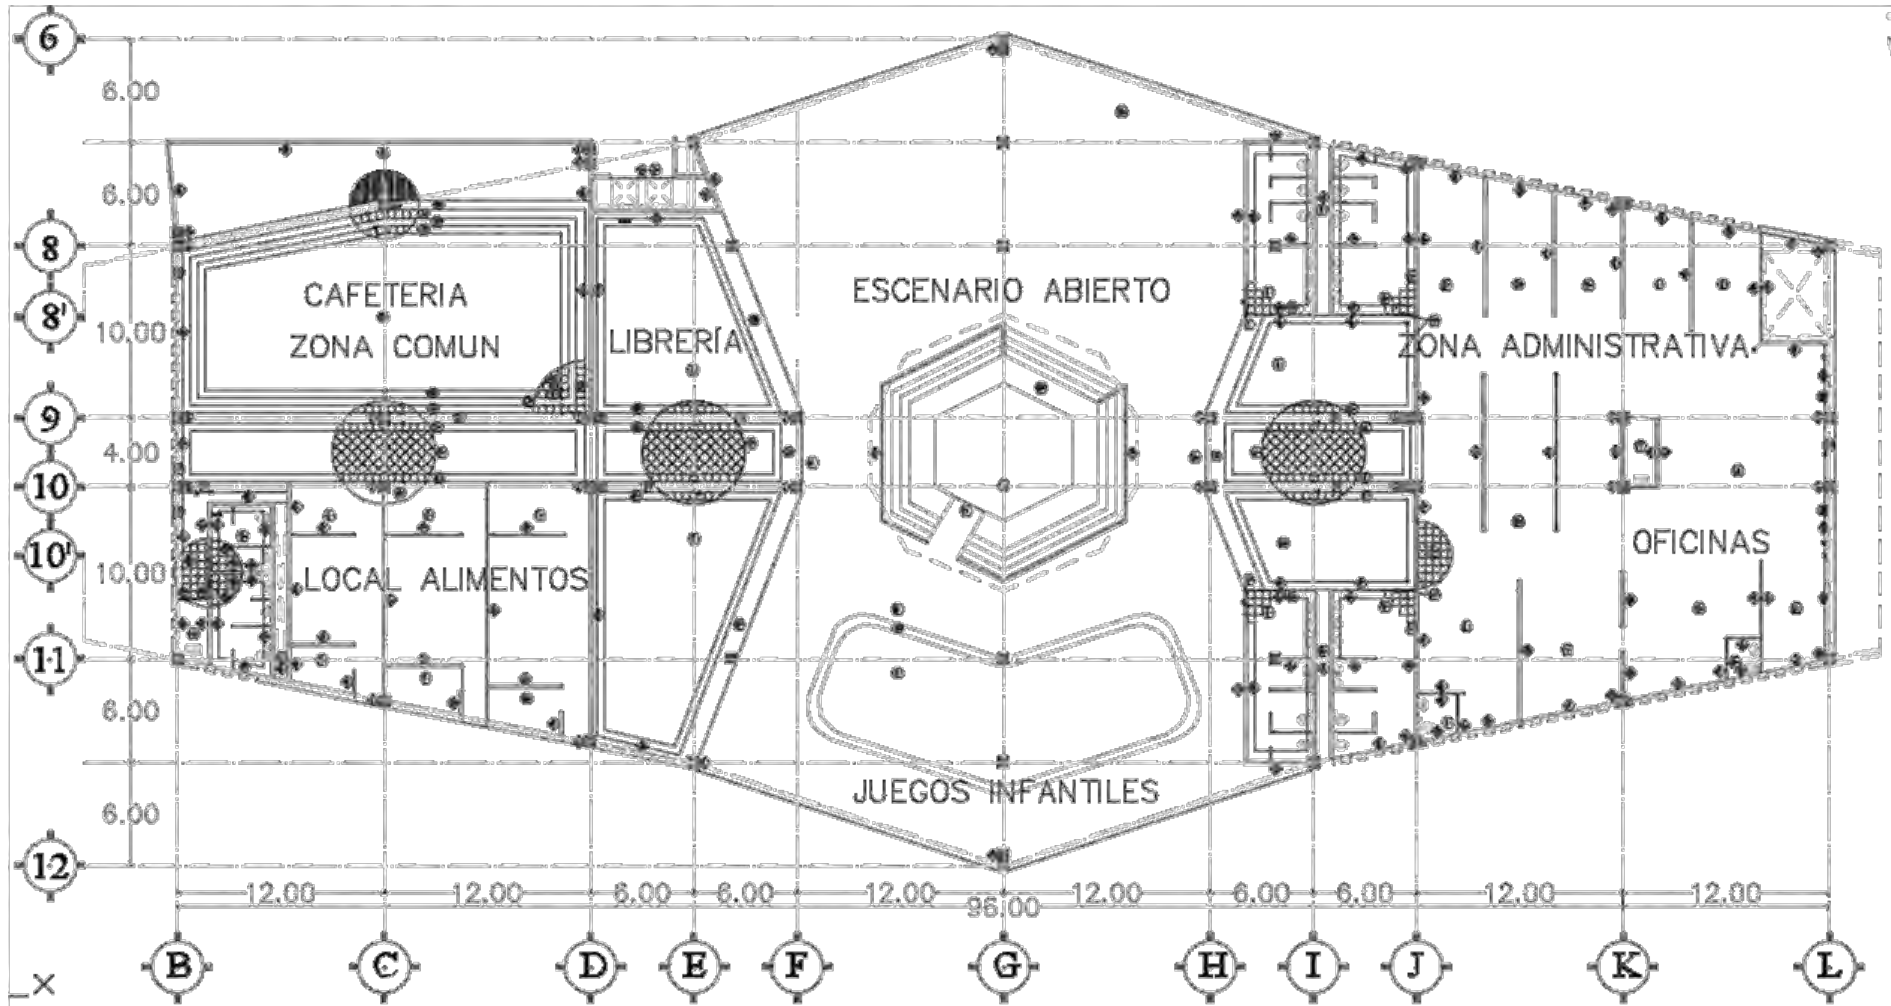 6
6.00
6.00
8
CAFETERIA
ESCENARIO ABIERTO
8'
10.00
ZONA COMUN
LIBRERÍA
ZONA ADMINISTRATIVA
9
4.00
10
OFICINAS
10'
10.00
LOCAL ALIMENTOS
11
6.00
JUEGOS INFANTILES
6.00
12
12.00 12.00 6.00 6.00 12.00 12.00 6.00 6.00 12.00 12.00
96.00
B C D E F G H I J K L
X